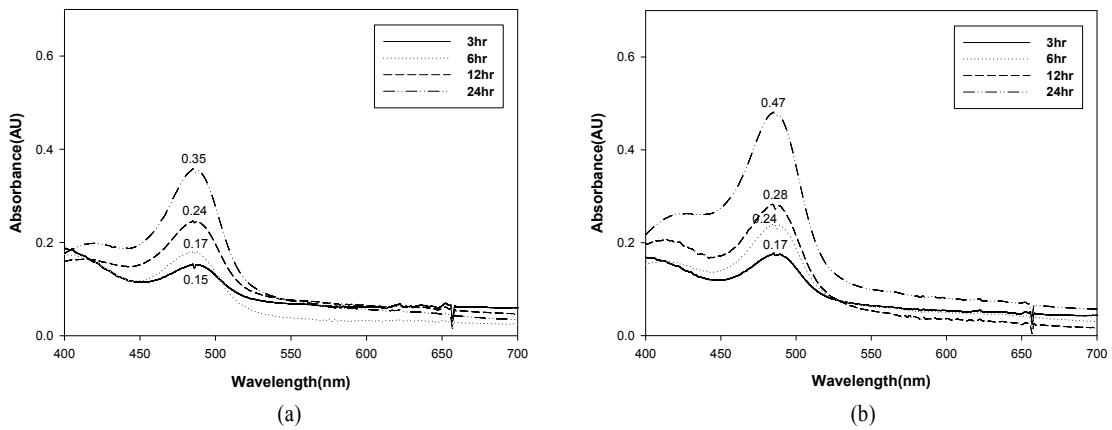 0.6
0.4
0.2
0.0
Absorbance(AU)
3hr
6hr
12hr
24hr
0.35
0.24
0.17
0.15
400
450
500
550
600
650
700
Wavelength(nm)
(a)
0.6
0.4
0.2
0.0
Absorbance(AU)
3hr
6hr
12hr
24hr
0.47
0.28
0.24
0.17
400
450
500
550
600
650
700
Wavelength(nm)
(b)